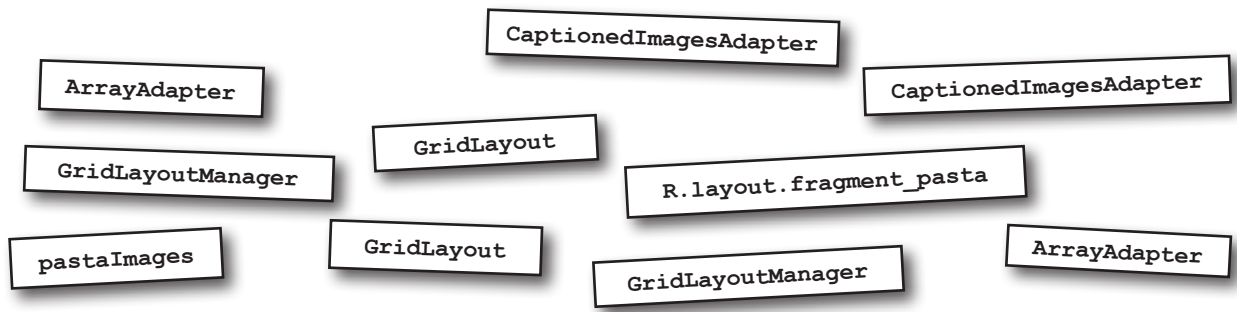 CaptionedImagesAdapter
ArrayAdapter
CaptionedImagesAdapter
GridLayout
GridLayoutManager
R.layout.fragment_pasta
pastaImages
GridLayout
GridLayoutManager
ArrayAdapter